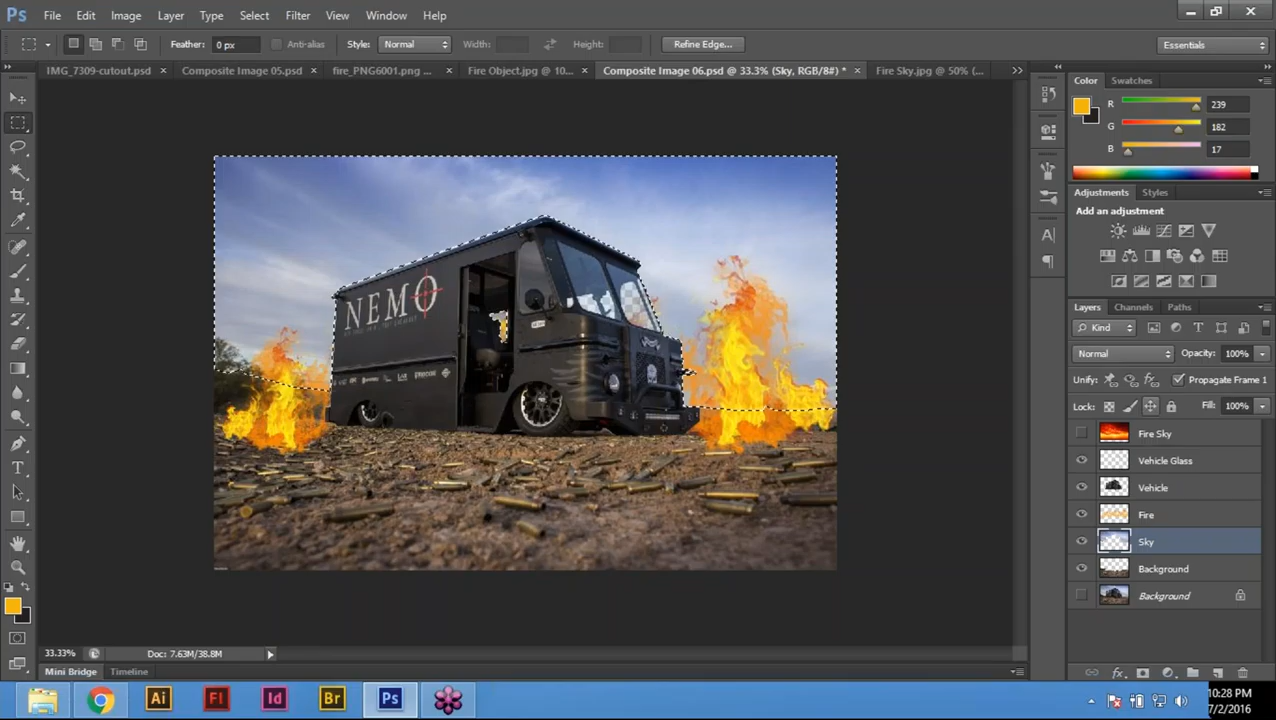 Ps File Edit Image Layer Type Select Filter View Window Help
Feather: 0 px Anti-alias Style: Normal Width: Height: Refine Edge... Essentials
IMG_7309-cutout.psd × Composite Image 05.psd × fire_PNG6001.png ... × Fire Object.jpg @ 10... × Composite Image 06.psd @ 33.3% (Sky, RGB/8#) * × Fire Sky.jpg @ 50% (...
Color Swatches
R 239
G 182
B 17
Adjustments Styles
Add an adjustment
NEMO
Layers Channels Paths
Kind
Normal Opacity: 100%
Unify: Propagate Frame 1
Lock: Fill: 100%
Fire Sky
Vehicle Glass
Vehicle
Fire
Sky
Background
Background
33.33% Doc: 7.63M/38.8M
Mini Bridge Timeline
Ai Fl Id Br Ps
10:28 PM
7/2/2016